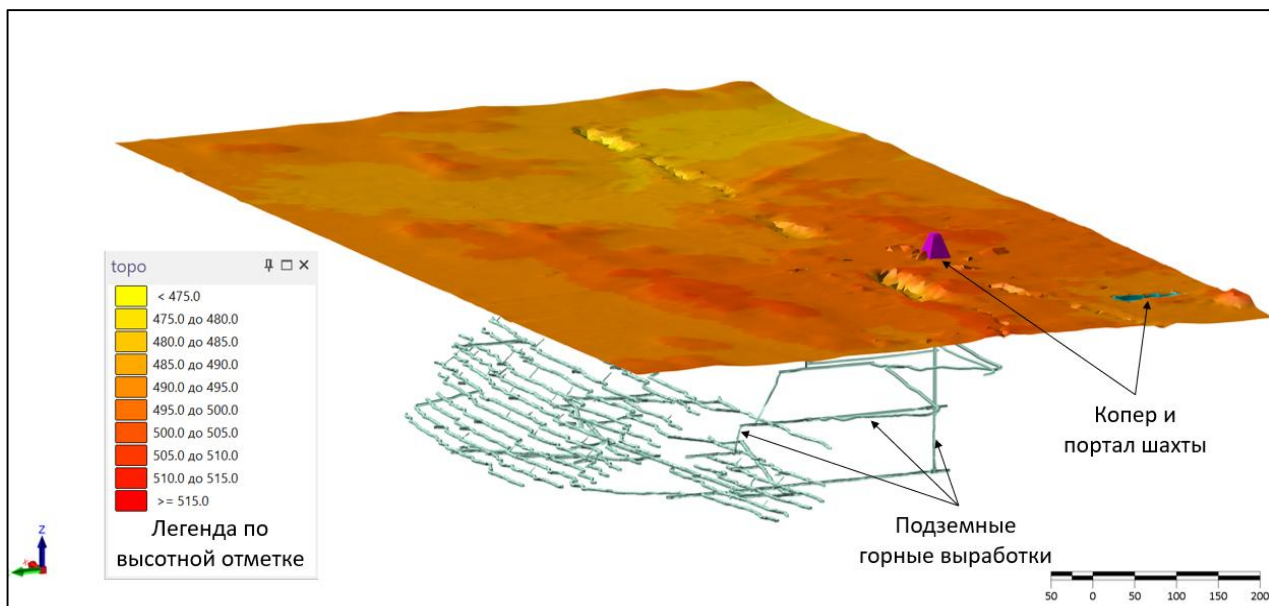 topo
< 475.0
475.0 до 480.0
480.0 до 485.0
485.0 до 490.0
490.0 до 495.0
495.0 до 500.0
500.0 до 505.0
505.0 до 510.0
510.0 до 515.0
>= 515.0
Легенда по
высотной отметке
Копер и
портал шахты
Подземные
горные выработки
Z
50 0 50 100 150 200